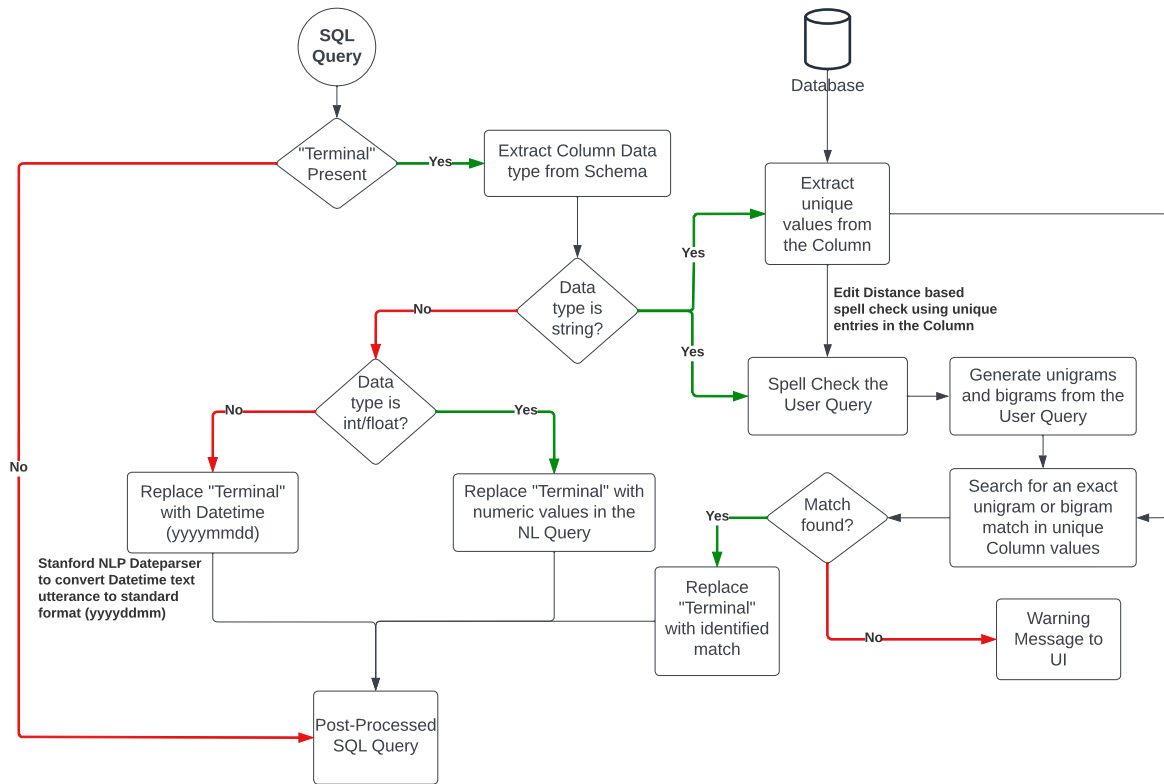 SQL
Query
Database
"Terminal"
Present
Yes
Extract Column Data
type from Schema
Extract
unique
values from
the Column
No
Data
type is
string?
Yes
Yes
No
Edit Distance based
spell check using unique
entries in the Column
Data
type is
int/float?
No
Yes
Spell Check the
User Query
Generate unigrams
and bigrams from the
User Query
Replace "Terminal"
with Datetime
(yyyymmdd)
Replace "Terminal" with
numeric values in the
NL Query
Match
found?
Yes
No
Search for an exact
unigram or bigram
match in unique
Column values
Stanford NLP Dateparser
to convert Datetime text
utterance to standard
format (yyyyddmm)
Replace
"Terminal"
with identified
match
Warning
Message to
UI
Post-Processed
SQL Query